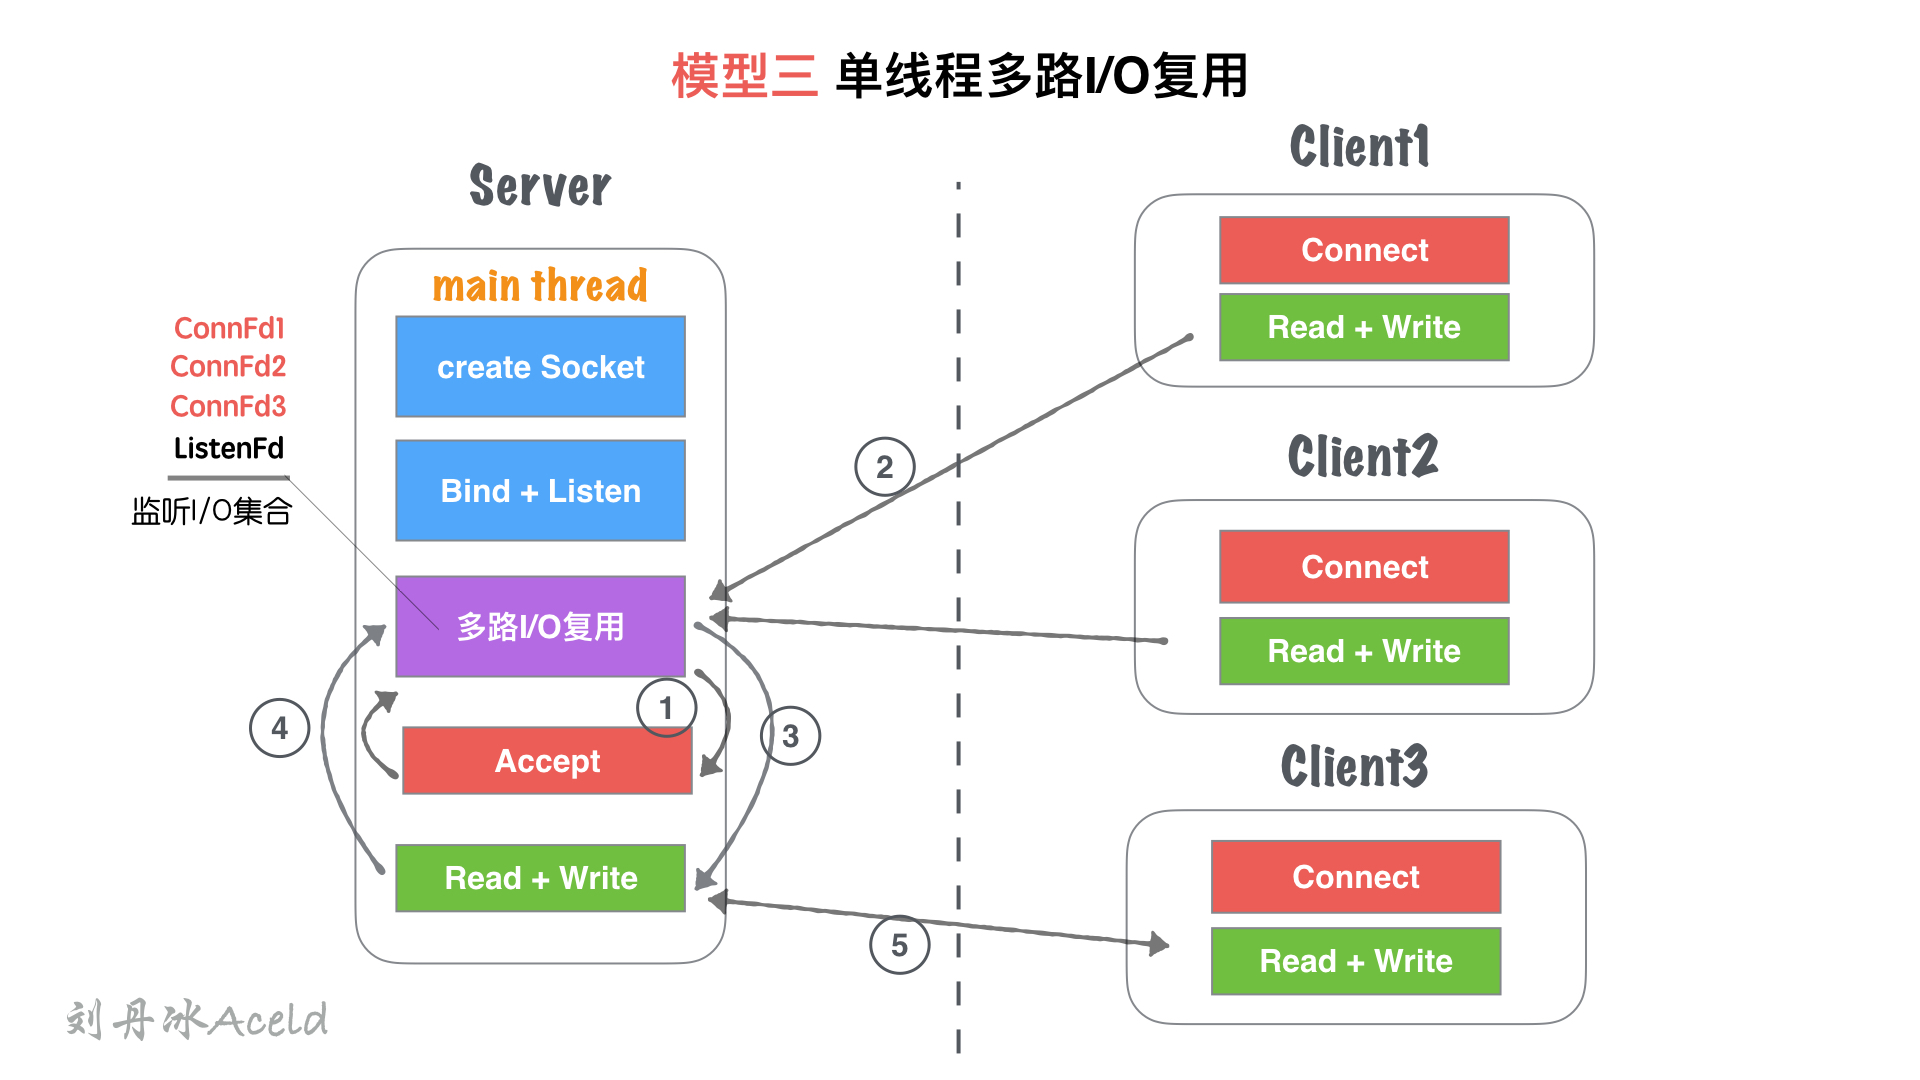 模型三 单线程多路I/O复用
Server
main thread
create Socket
Bind + Listen
多路I/O复用
Accept
Read + Write
ConnFd1
ConnFd2
ConnFd3
ListenFd
监听I/O集合
1
2
3
4
5
Client1
Connect
Read + Write
Client2
Connect
Read + Write
Client3
Connect
Read + Write
刘丹冰Aceld